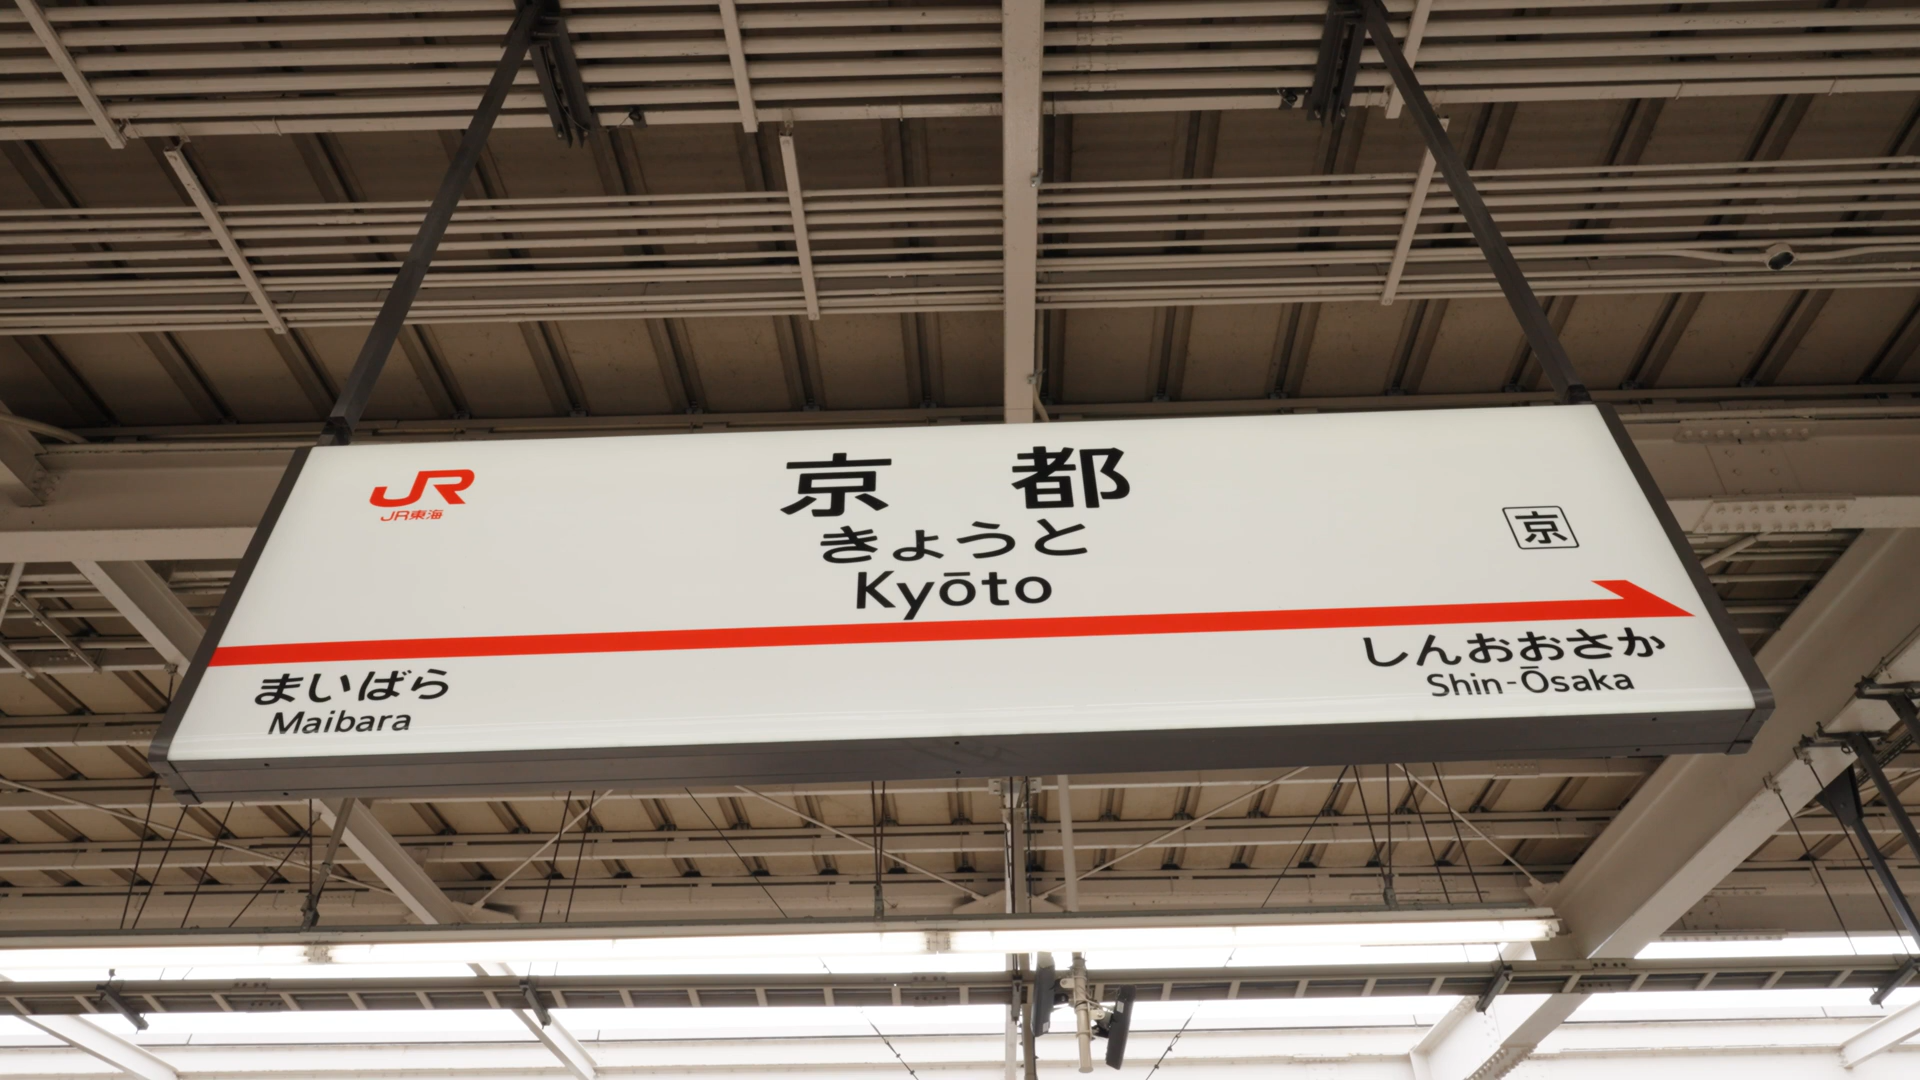 JR
JR東海
京都
きょうと
Kyōto
京
まいばら
Maibara
しんおおさか
Shin-Ōsaka